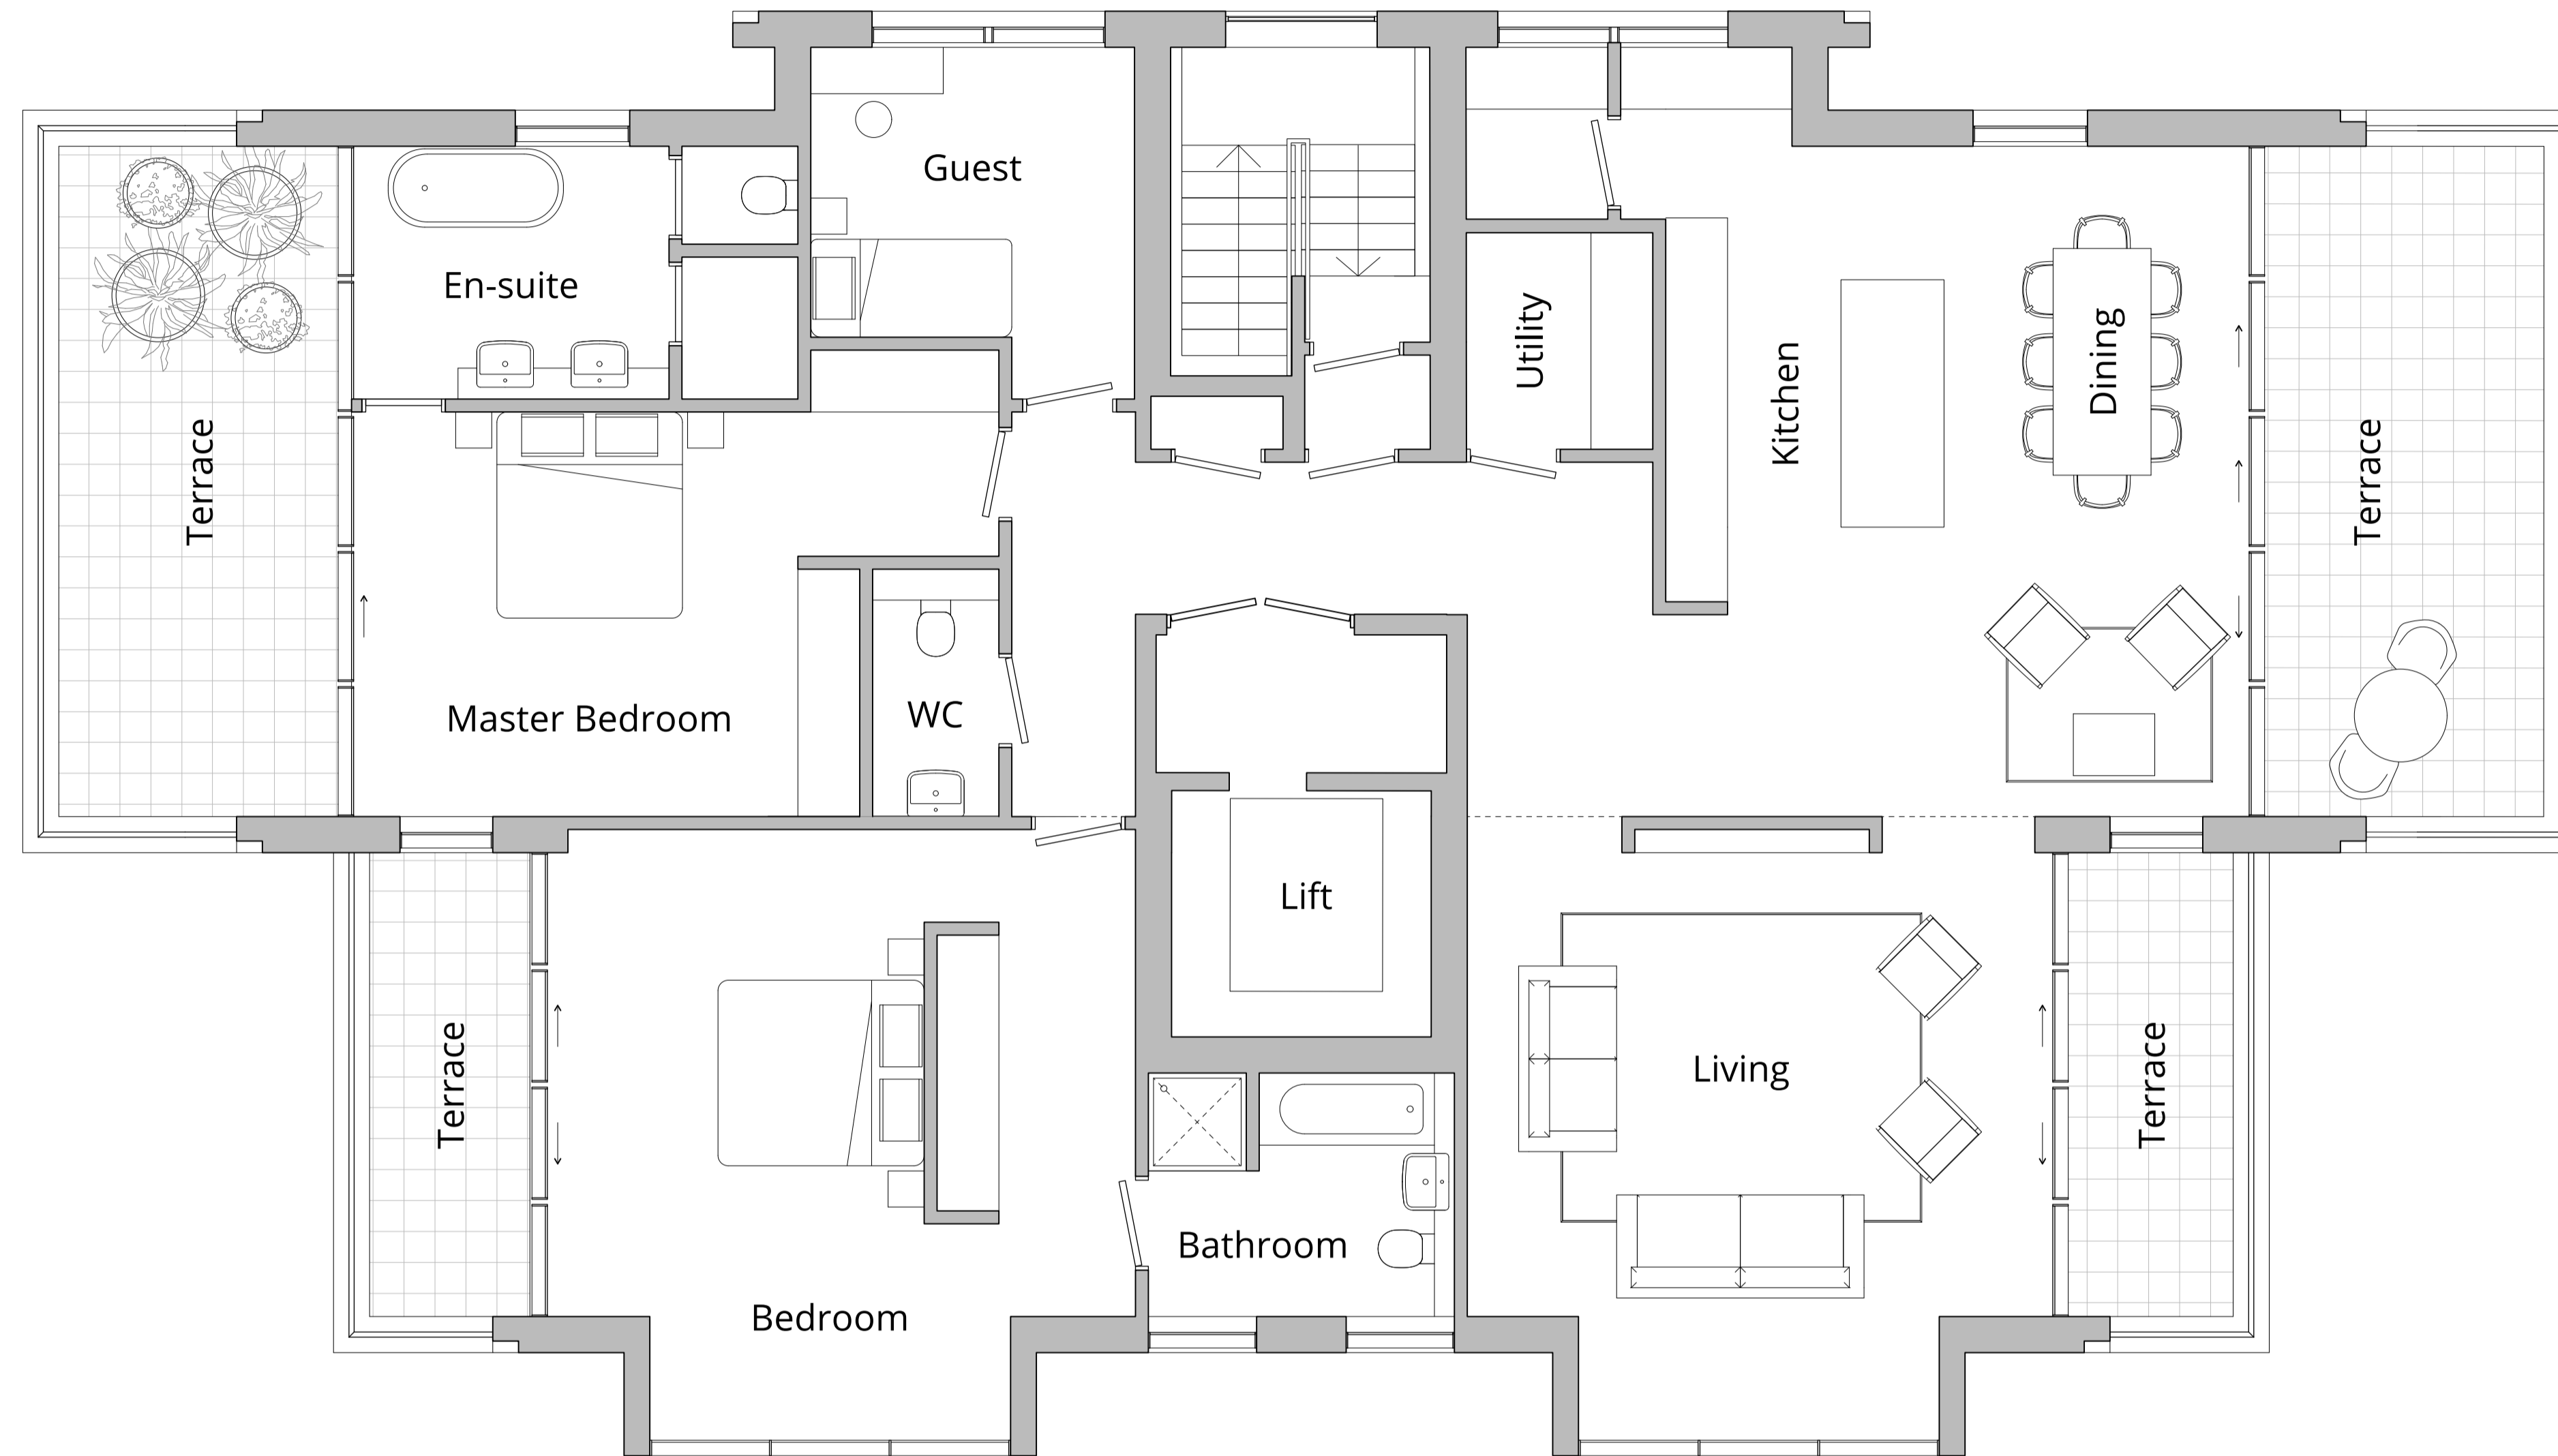 Guest
En-suite
Utility
Kitchen
Dining
Terrace
Terrace
Master Bedroom
WC
Lift
Living
Terrace
Terrace
Bathroom
Bedroom